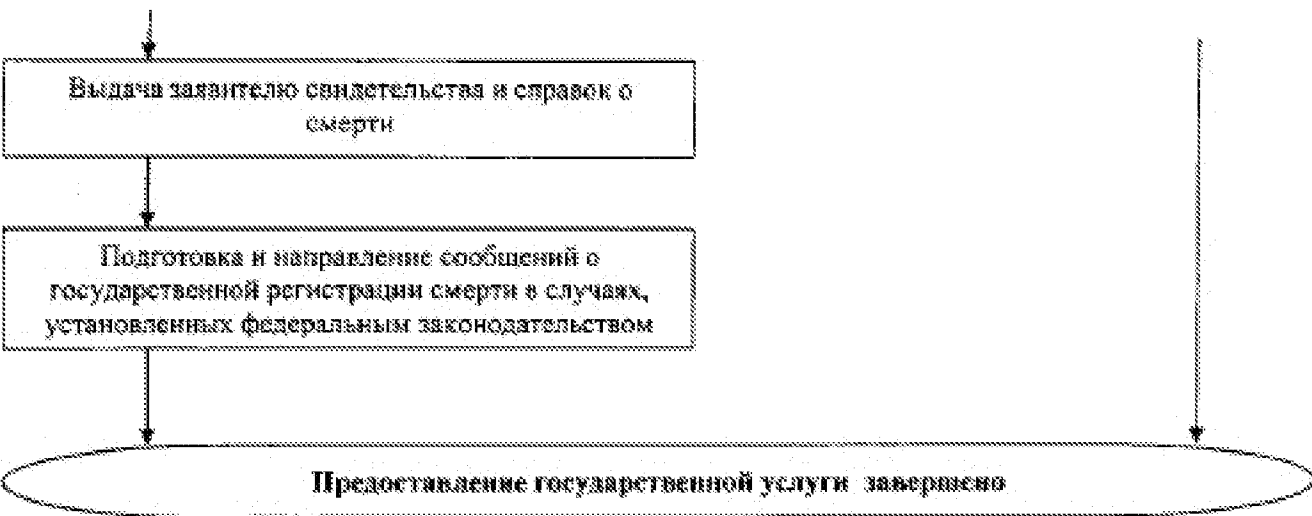 Выдача заявителю свидетельства и справок о
смерти
Подготовка и направление сообщений о
государственной регистрации смерти в случаях,
установленных федеральным законодательством
Предоставление государственной услуги завершено